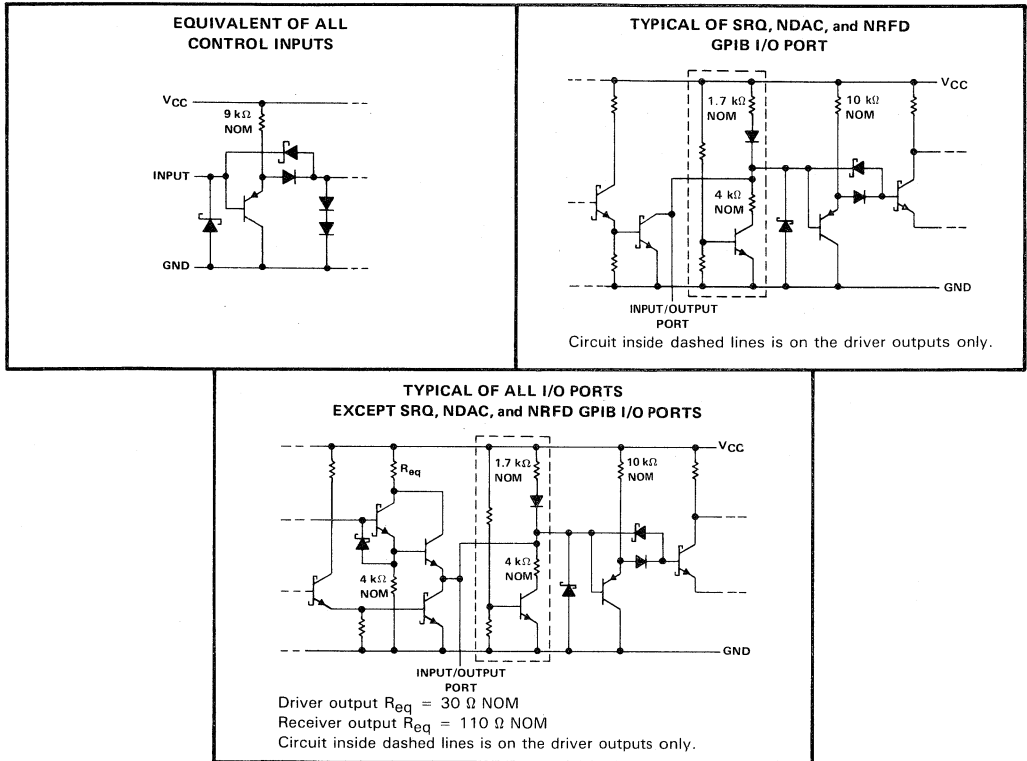 EQUIVALENT OF ALL
CONTROL INPUTS
VCC
9 kΩ
NOM
INPUT
GND
TYPICAL OF SRQ, NDAC, and NRFD
GPIB I/O PORT
VCC
1.7 kΩ
NOM
10 kΩ
NOM
4 kΩ
NOM
GND
INPUT/OUTPUT
PORT
Circuit inside dashed lines is on the driver outputs only.
TYPICAL OF ALL I/O PORTS
EXCEPT SRQ, NDAC, and NRFD GPIB I/O PORTS
VCC
Req
1.7 kΩ
NOM
10 kΩ
NOM
4 kΩ
NOM
4 kΩ
NOM
GND
INPUT/OUTPUT
PORT
Driver output Req = 30 Ω NOM
Receiver output Req = 110 Ω NOM
Circuit inside dashed lines is on the driver outputs only.